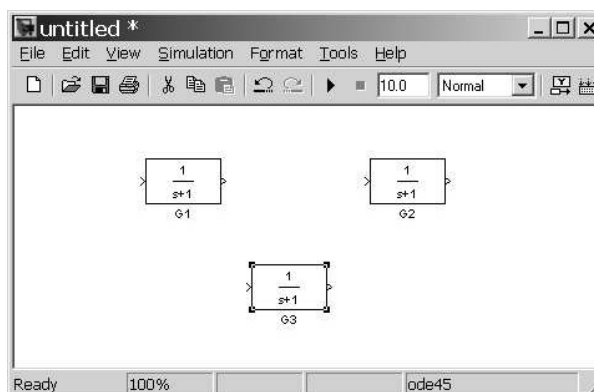 untitled *
File Edit View Simulation Format Tools Help
10.0 Normal
1
s+1
G1
1
s+1
G2
1
s+1
G3
Ready 100% ode45